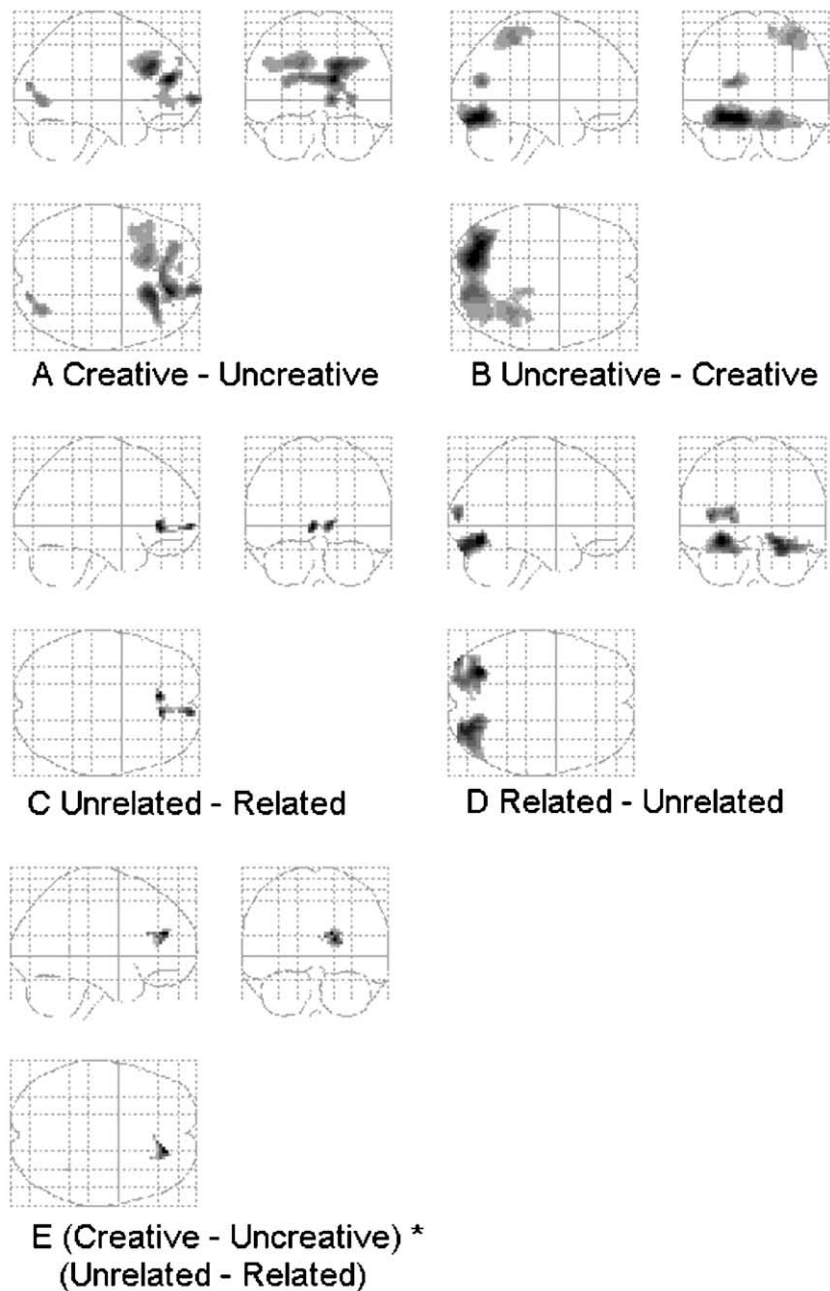 A Creative - Uncreative
B Uncreative - Creative
C Unrelated - Related
D Related - Unrelated
E (Creative - Uncreative) *
(Unrelated - Related)